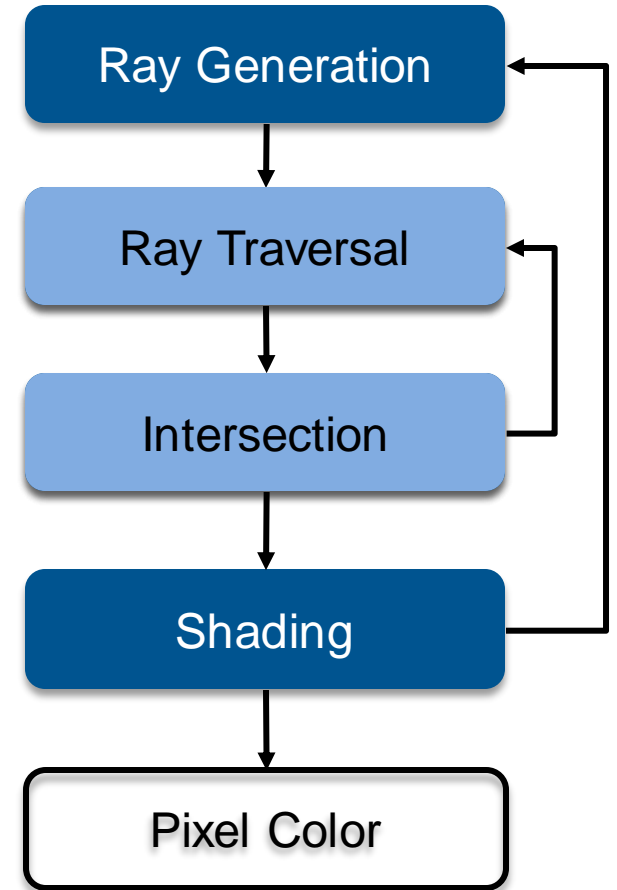 Ray Generation
Ray Traversal
Intersection
Shading
Pixel Color